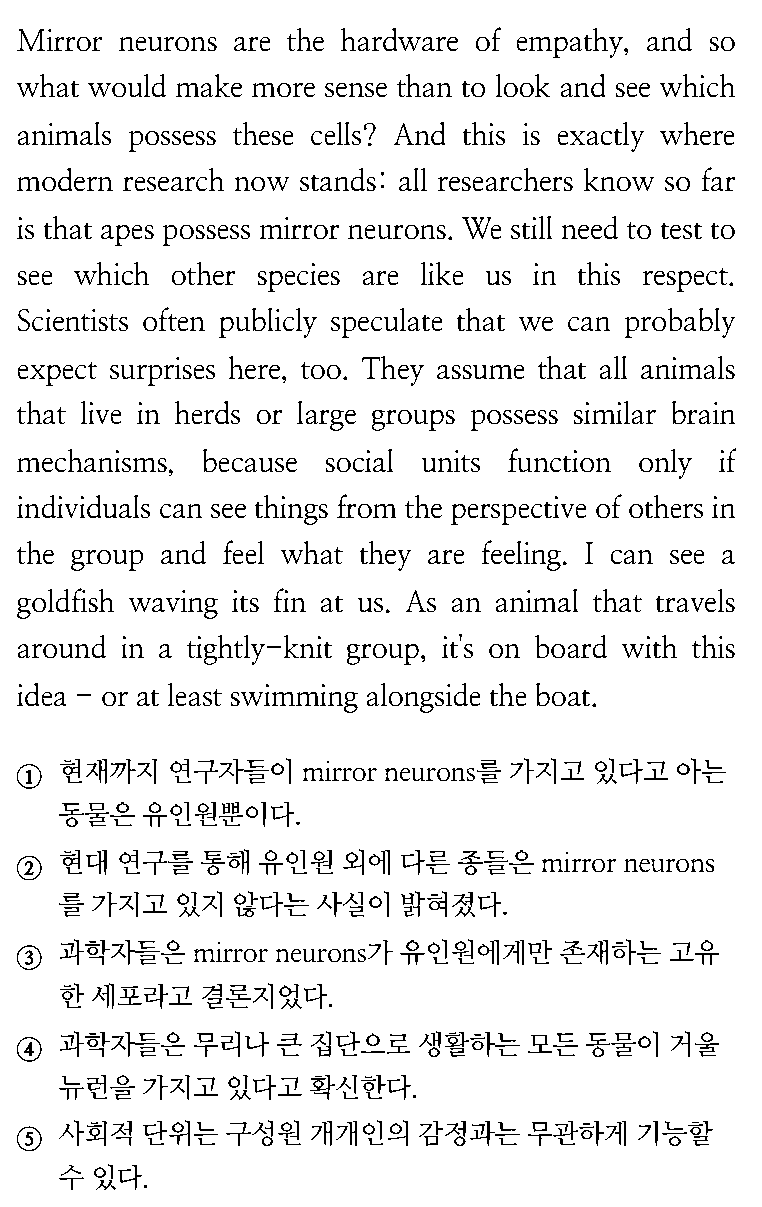 Mirror neurons are the hardware of empathy, and so
what would make more sense than to look and see which
animals possess these cells? And this is exactly where
modern research now stands: all researchers know so far
is that apes possess mirror neurons. We still need to test to
see which other species are like us in this respect.
Scientists often publicly speculate that we can probably
expect surprises here, too. They assume that all animals
that live in herds or large groups possess similar brain
mechanisms, because social units function only if
individuals can see things from the perspective of others in
the group and feel what they are feeling. I can see a
goldfish waving its fin at us. As an animal that travels
around in a tightly-knit group, it's on board with this
idea - or at least swimming alongside the boat.
① 현재까지 연구자들이 mirror neurons를 가지고 있다고 아는
동물은 유인원뿐이다.
② 현대 연구를 통해 유인원 외에 다른 종들은 mirror neurons
를 가지고 있지 않다는 사실이 밝혀졌다.
③ 과학자들은 mirror neurons가 유인원에게만 존재하는 고유
한 세포라고 결론지었다.
④ 과학자들은 무리나 큰 집단으로 생활하는 모든 동물이 거울
뉴런을 가지고 있다고 확신한다.
⑤ 사회적 단위는 구성원 개개인의 감정과는 무관하게 기능할
수 있다.